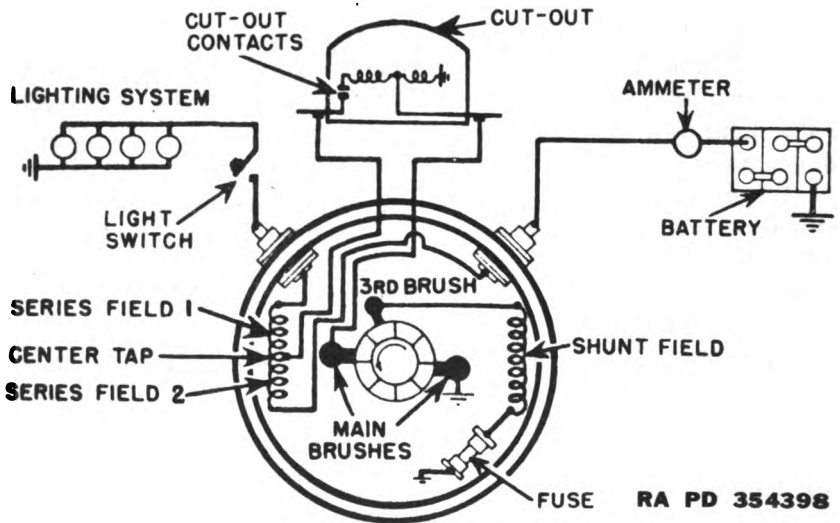 CUT-OUT
CONTACTS
CUT-OUT
LIGHTING SYSTEM
AMMETER
LIGHT
SWITCH
BATTERY
3RD BRUSH
SERIES FIELD 1
CENTER TAP
SERIES FIELD 2
SHUNT FIELD
MAIN
BRUSHES
FUSE
RA PD 354398